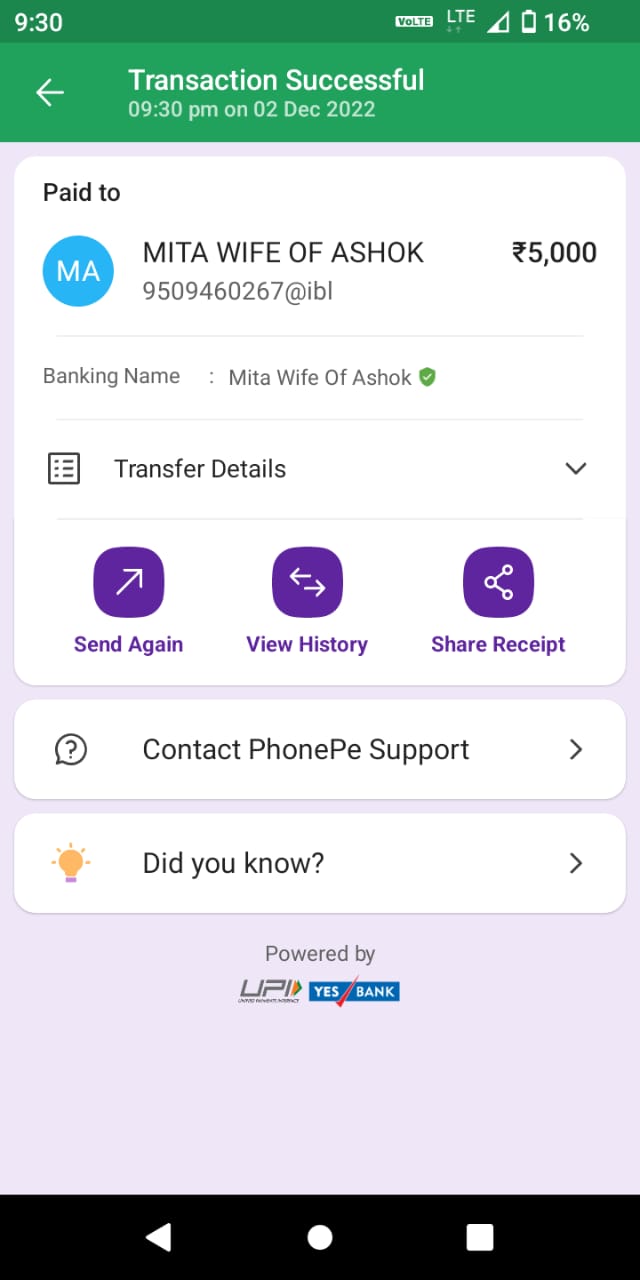 9:30
VoLTE LTE 16%
Transaction Successful
09:30 pm on 02 Dec 2022
Paid to
MA
MITA WIFE OF ASHOK ₹5,000
9509460267@ibl
Banking Name : Mita Wife Of Ashok
Transfer Details
Send Again View History Share Receipt
Contact PhonePe Support
Did you know?
Powered by
UPI YES BANK
UNIFIED PAYMENTS INTERFACE